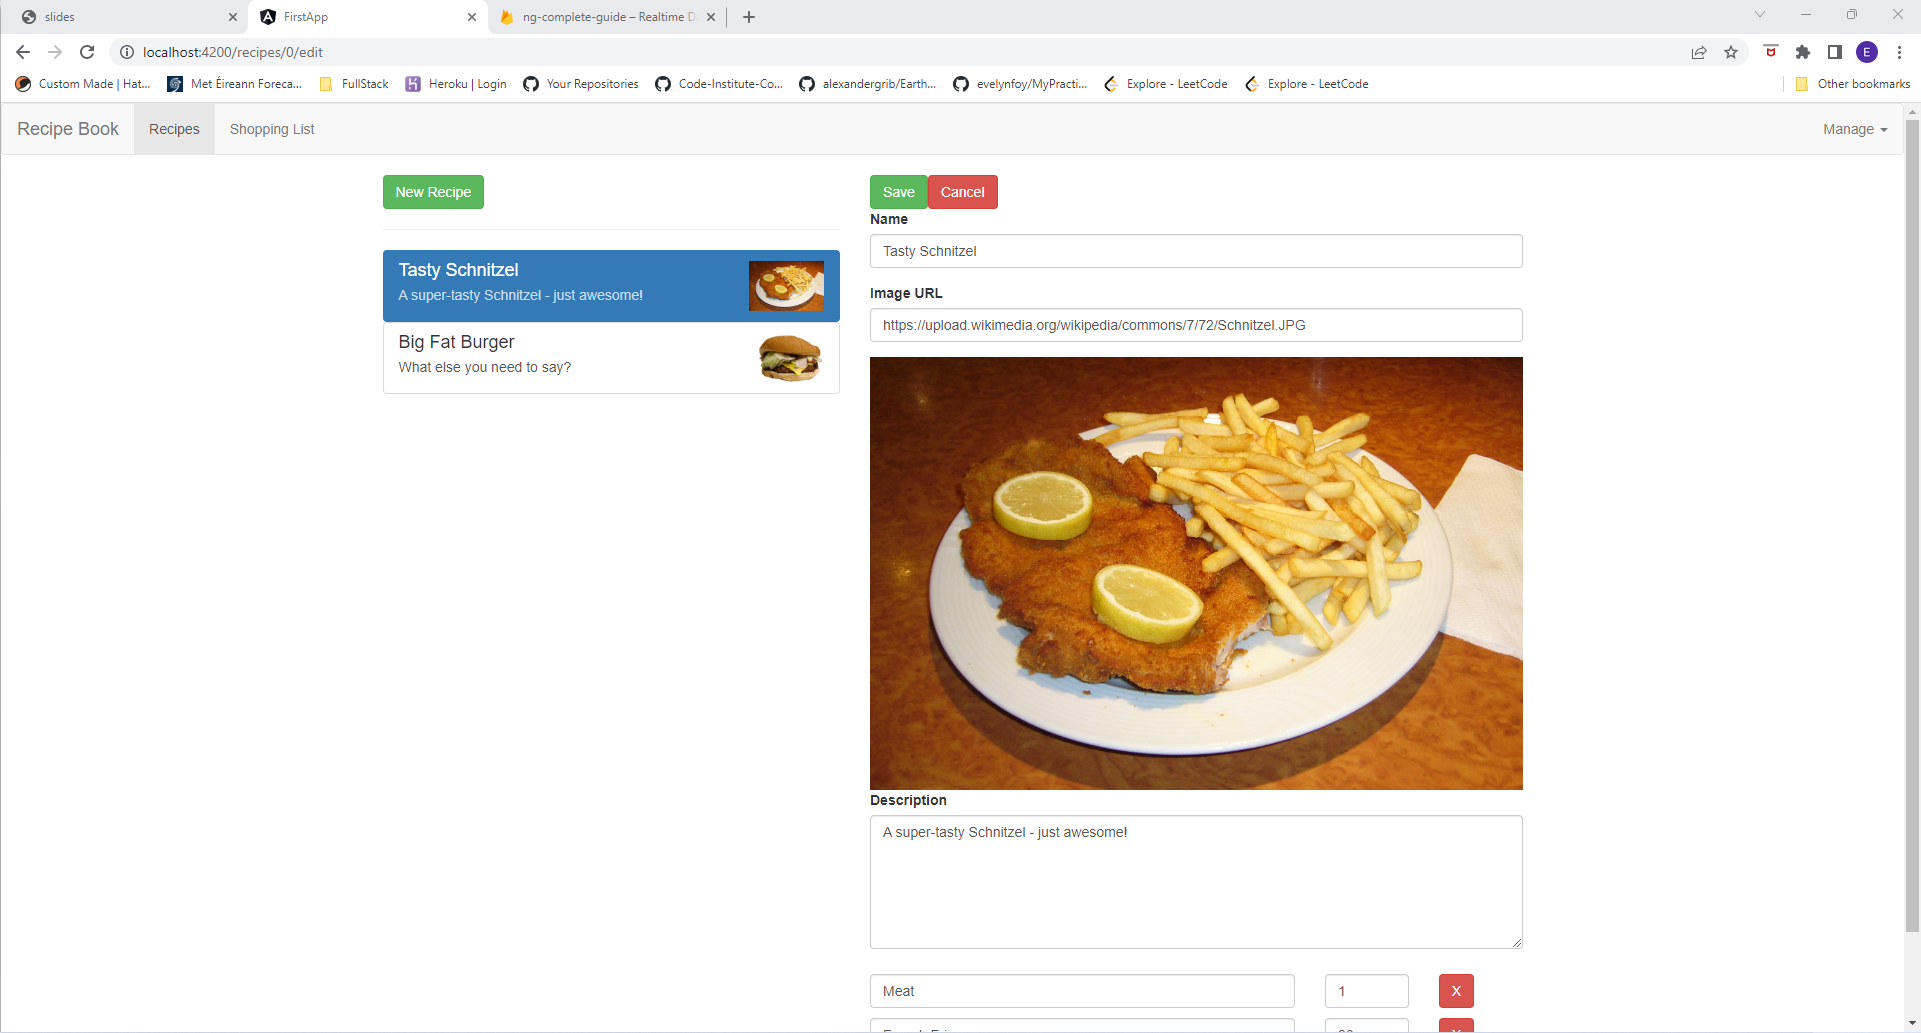 slides
FirstApp
ng-complete-guide – Realtime D
localhost:4200/recipes/0/edit
E
Custom Made | Hat...
Met Éireann Foreca...
FullStack
Heroku | Login
Your Repositories
Code-Institute-Co...
alexandergrib/Earth...
evelynfoy/MyPracti...
Explore - LeetCode
Explore - LeetCode
Other bookmarks
Recipe Book
Recipes
Shopping List
Manage
New Recipe
Tasty Schnitzel
A super-tasty Schnitzel - just awesome!
Big Fat Burger
What else you need to say?
Save
Cancel
Name
Tasty Schnitzel
Image URL
https://upload.wikimedia.org/wikipedia/commons/7/72/Schnitzel.JPG
Description
A super-tasty Schnitzel - just awesome!
Meat
1
X